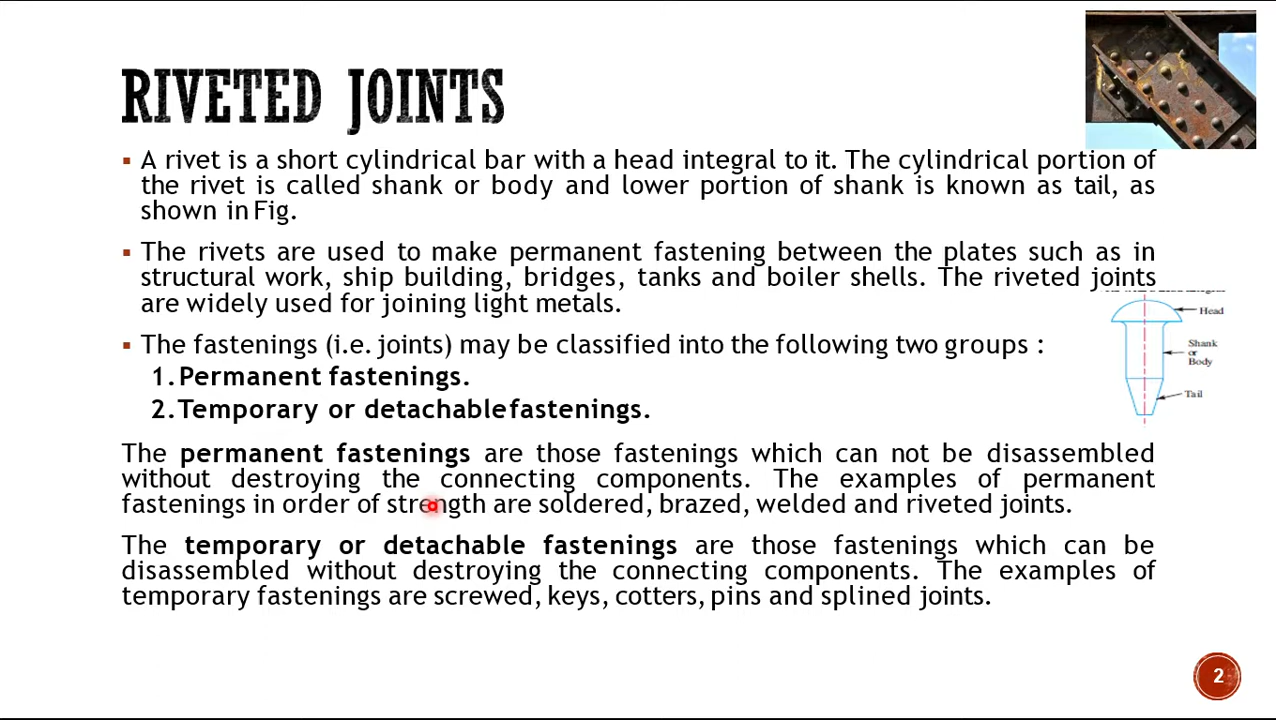 RIVETED JOINTS
▪ A rivet is a short cylindrical bar with a head integral to it. The cylindrical portion of
the rivet is called shank or body and lower portion of shank is known as tail, as
shown in Fig.
▪ The rivets are used to make permanent fastening between the plates such as in
structural work, ship building, bridges, tanks and boiler shells. The riveted joints
are widely used for joining light metals.
Head
▪ The fastenings (i.e. joints) may be classified into the following two groups :
Shank
or
Body
1. Permanent fastenings.
Tail
2. Temporary or detachable fastenings.
The permanent fastenings are those fastenings which can not be disassembled
without destroying the connecting components. The examples of permanent
fastenings in order of strength are soldered, brazed, welded and riveted joints.
The temporary or detachable fastenings are those fastenings which can be
disassembled without destroying the connecting components. The examples of
temporary fastenings are screwed, keys, cotters, pins and splined joints.
2